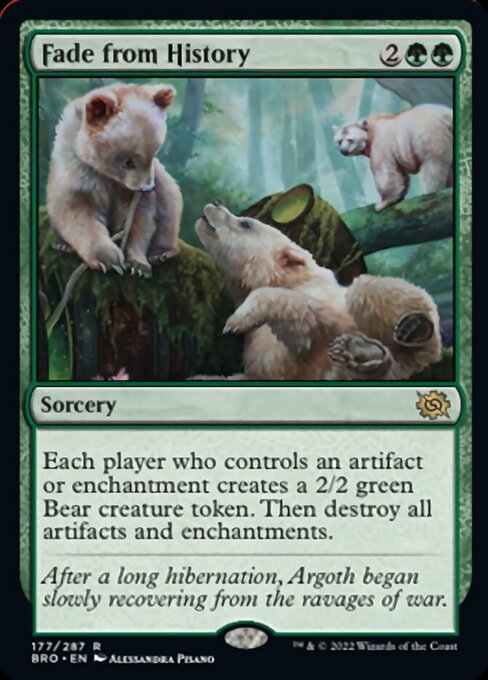 Fade from History 2
Sorcery
Each player who controls an artifact
or enchantment creates a 2/2 green
Bear creature token. Then destroy all
artifacts and enchantments.
After a long hibernation, Argoth began
slowly recovering from the ravages of war.
177/287 R
BRO • EN Alessandra Pisano
™ & © 2022 Wizards of the Coast